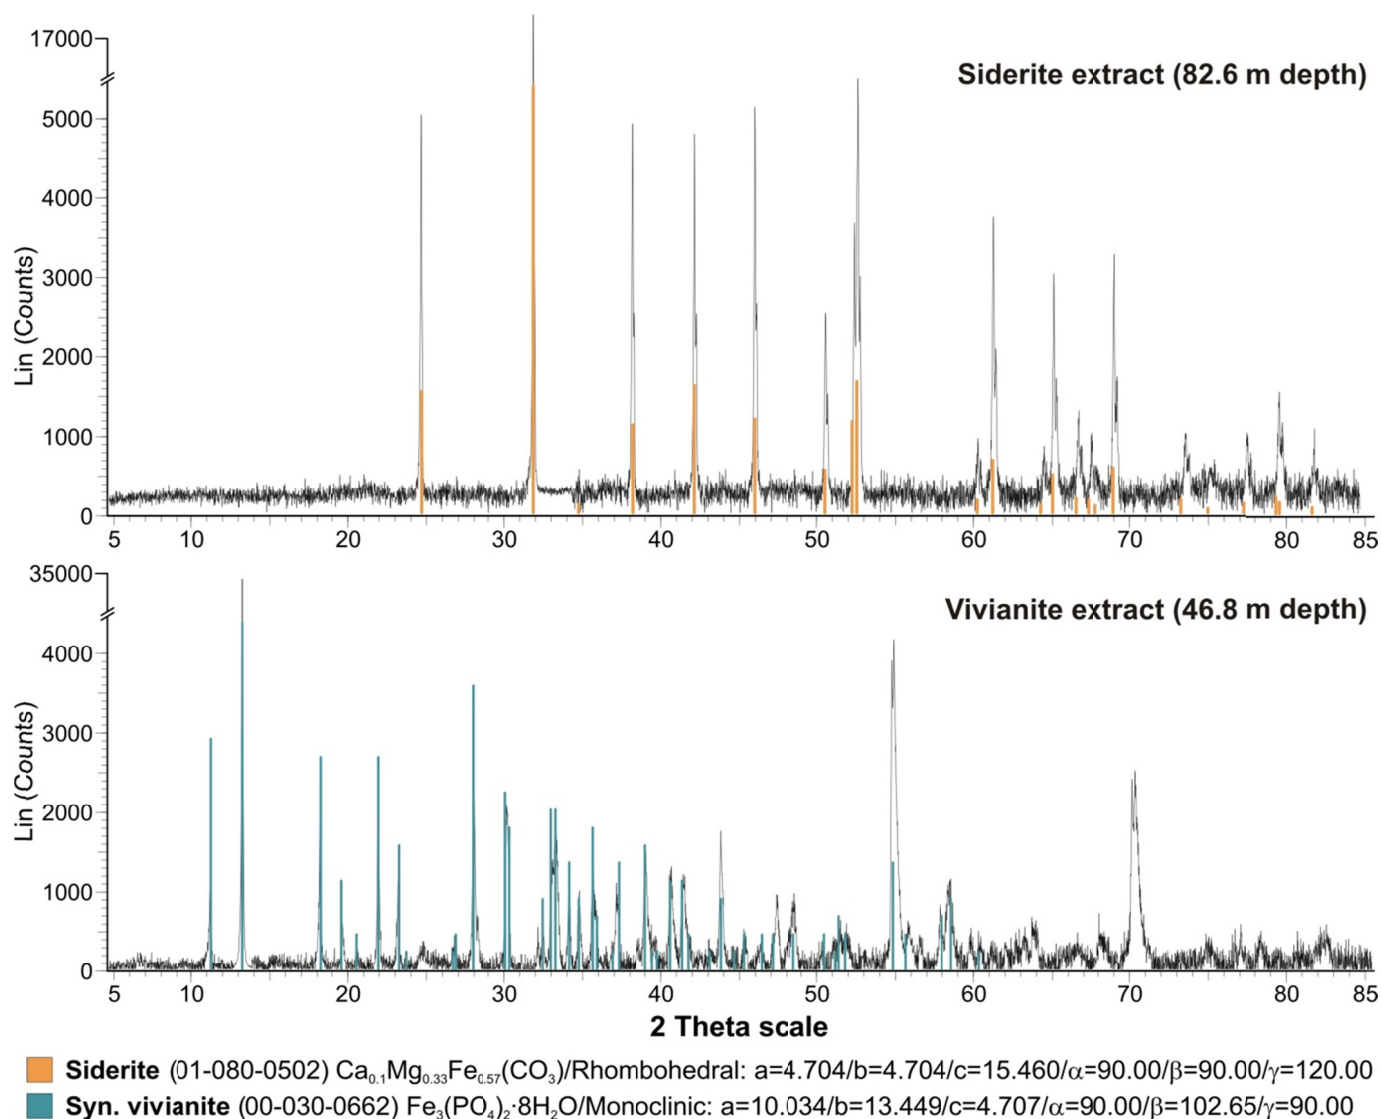 17000
Siderite extract (82.6 m depth)
5000
4000
3000
2000
1000
0
Lin (Counts)
5 10 20 30 40 50 60 70 80 85
35000
Vivianite extract (46.8 m depth)
4000
3000
2000
1000
0
Lin (Counts)
5 10 20 30 40 50 60 70 80 85
2 Theta scale
Siderite (01-080-0502) Ca₀.₁Mg₀.₃₃Fe₀.₅₇(CO₃)/Rhombohedral: a=4.704/b=4.704/c=15.460/α=90.00/β=90.00/γ=120.00
Syn. vivianite (00-030-0662) Fe₃(PO₄)₂·8H₂O/Monoclinic: a=10.034/b=13.449/c=4.707/α=90.00/β=102.65/γ=90.00